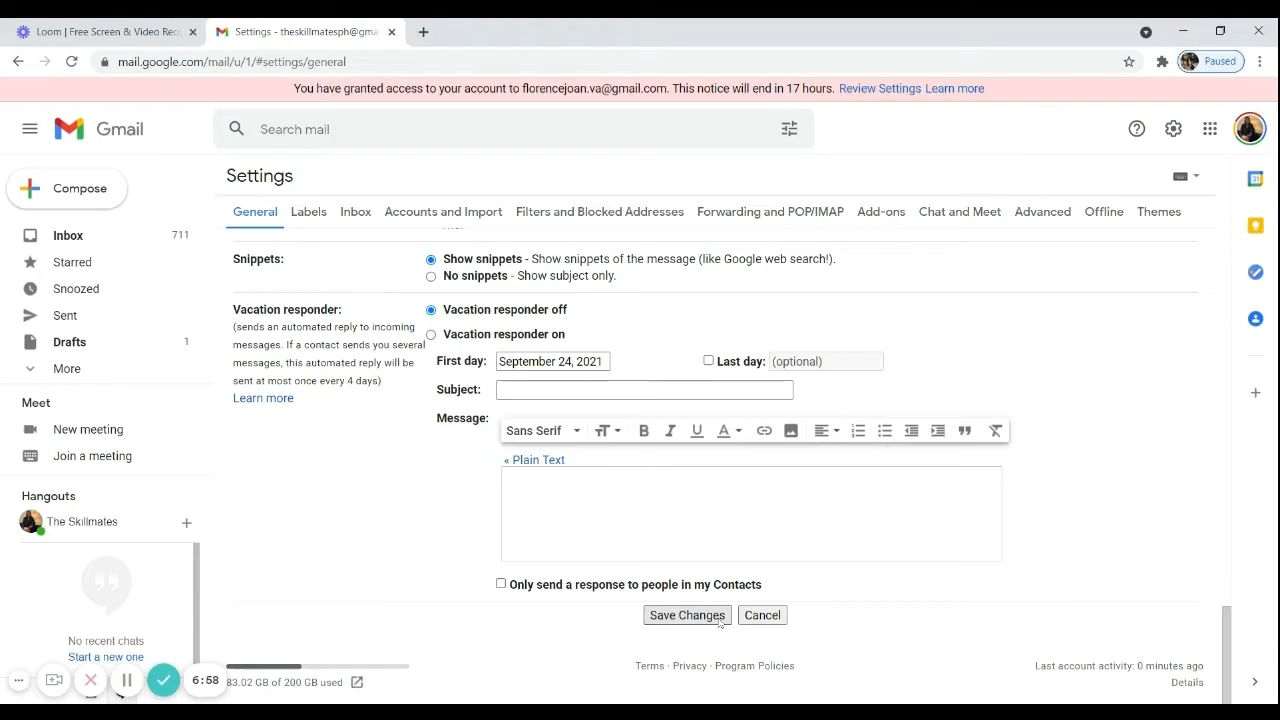 Loom | Free Screen & Video Rec
Settings - theskillmatesph@gma
mail.google.com/mail/u/1/#settings/general
Paused
You have granted access to your account to florencejoan.va@gmail.com. This notice will end in 17 hours. Review Settings Learn more
Gmail
Search mail
Compose
Settings
General Labels Inbox Accounts and Import Filters and Blocked Addresses Forwarding and POP/IMAP Add-ons Chat and Meet Advanced Offline Themes
Inbox 711
Starred
Snoozed
Sent
Drafts 1
More
Meet
New meeting
Join a meeting
Hangouts
The Skillmates
No recent chats
Start a new one
Snippets:
Show snippets - Show snippets of the message (like Google web search!).
No snippets - Show subject only.
Vacation responder:
(sends an automated reply to incoming
messages. If a contact sends you several
messages, this automated reply will be
sent at most once every 4 days)
Learn more
Vacation responder off
Vacation responder on
First day: September 24, 2021 Last day: (optional)
Subject:
Message:
Sans Serif
« Plain Text
Only send a response to people in my Contacts
Save Changes Cancel
6:58
83.02 GB of 200 GB used
Terms · Privacy · Program Policies
Last account activity: 0 minutes ago
Details